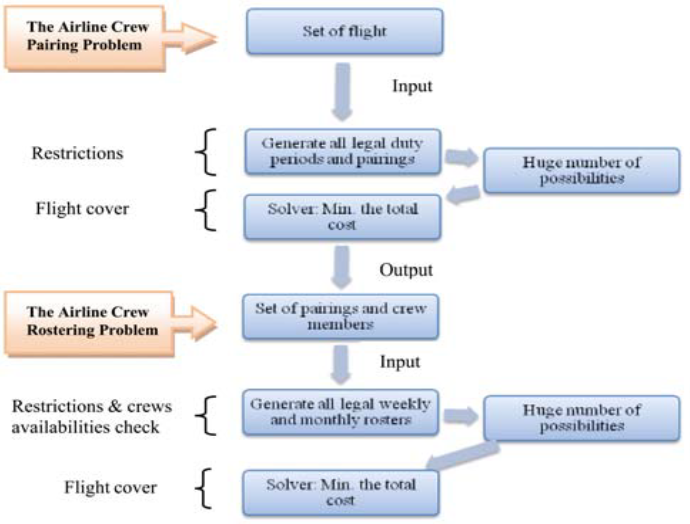 The Airline Crew
Pairing Problem
Set of flight
Input
Restrictions
Generate all legal duty
periods and pairings
Huge number of
possibilities
Flight cover
Solver: Min. the total
cost
Output
The Airline Crew
Rostering Problem
Set of pairings and crew
members
Input
Restrictions & crews
availabilities check
Generate all legal weekly
and monthly rosters
Huge number of
possibilities
Flight cover
Solver: Min. the total
cost